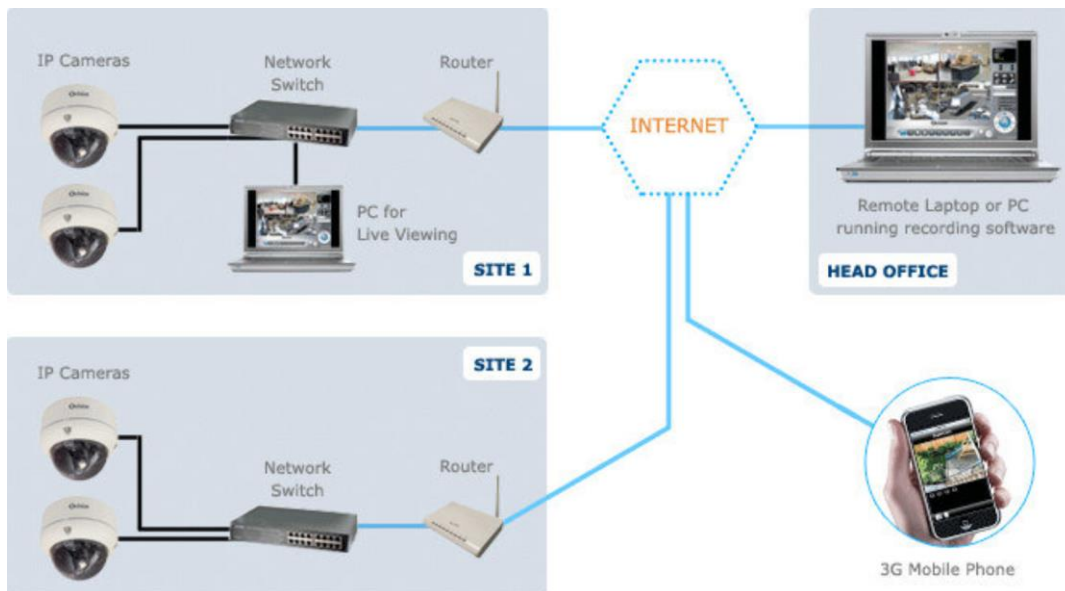 IP Cameras
Network
Switch
Router
PC for
Live Viewing
SITE 1
INTERNET
Remote Laptop or PC
running recording software
HEAD OFFICE
SITE 2
IP Cameras
Network
Switch
Router
3G Mobile Phone